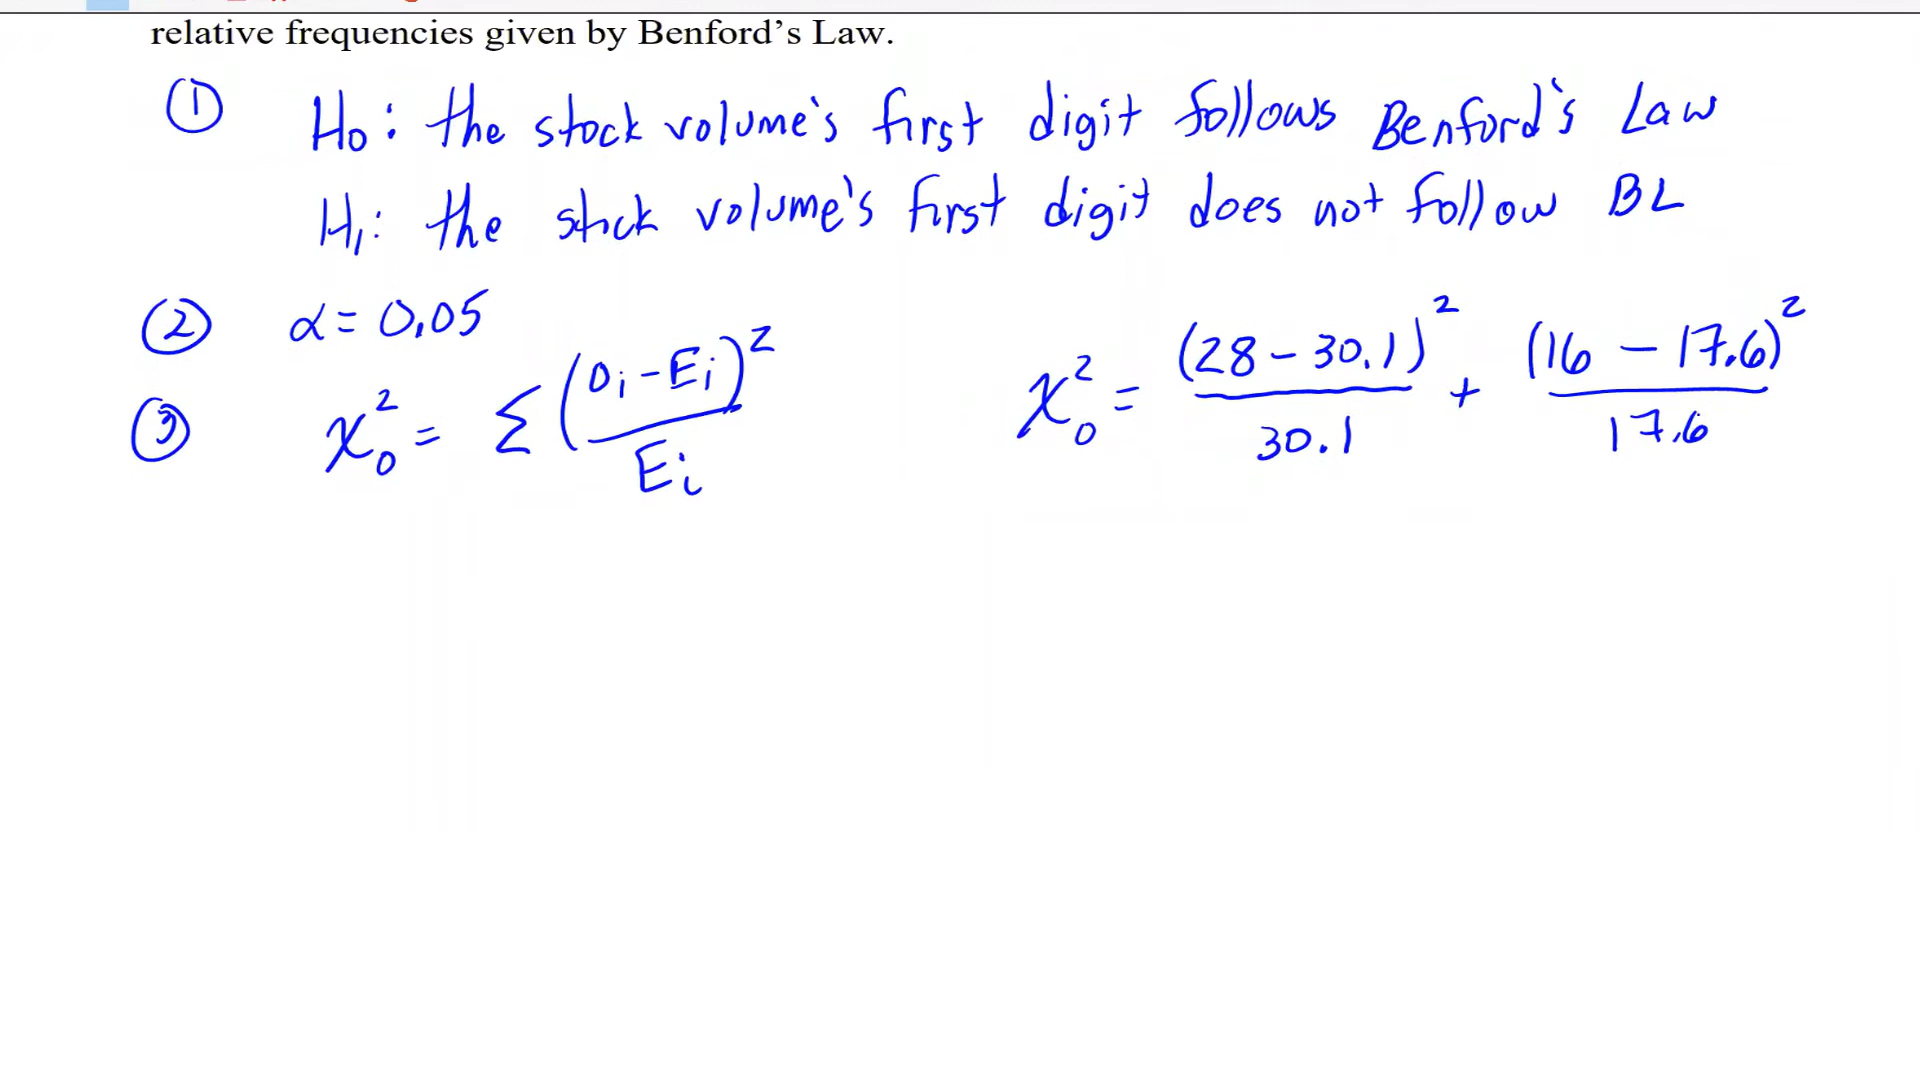 relative frequencies given by Benford's Law.
① H₀: the stock volume's first digit follows Benford's Law
H₁: the stock volume's first digit does not follow BL
② α = 0.05
③ χ₀² = Σ (Oᵢ - Eᵢ)² / Eᵢ
χ₀² = (28 - 30.1)² / 30.1 + (16 - 17.6)² / 17.6